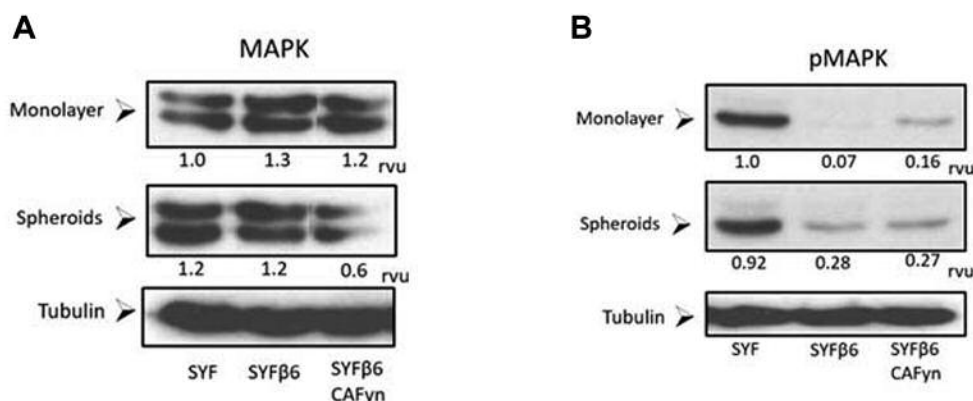 A
MAPK
Monolayer
1.0 1.3 1.2 rvu
Spheroids
1.2 1.2 0.6 rvu
Tubulin
SYF SYFβ6 SYFβ6
CAFyn
B
pMAPK
Monolayer
1.0 0.07 0.16 rvu
Spheroids
0.92 0.28 0.27 rvu
Tubulin
SYF SYFβ6 SYFβ6
CAFyn